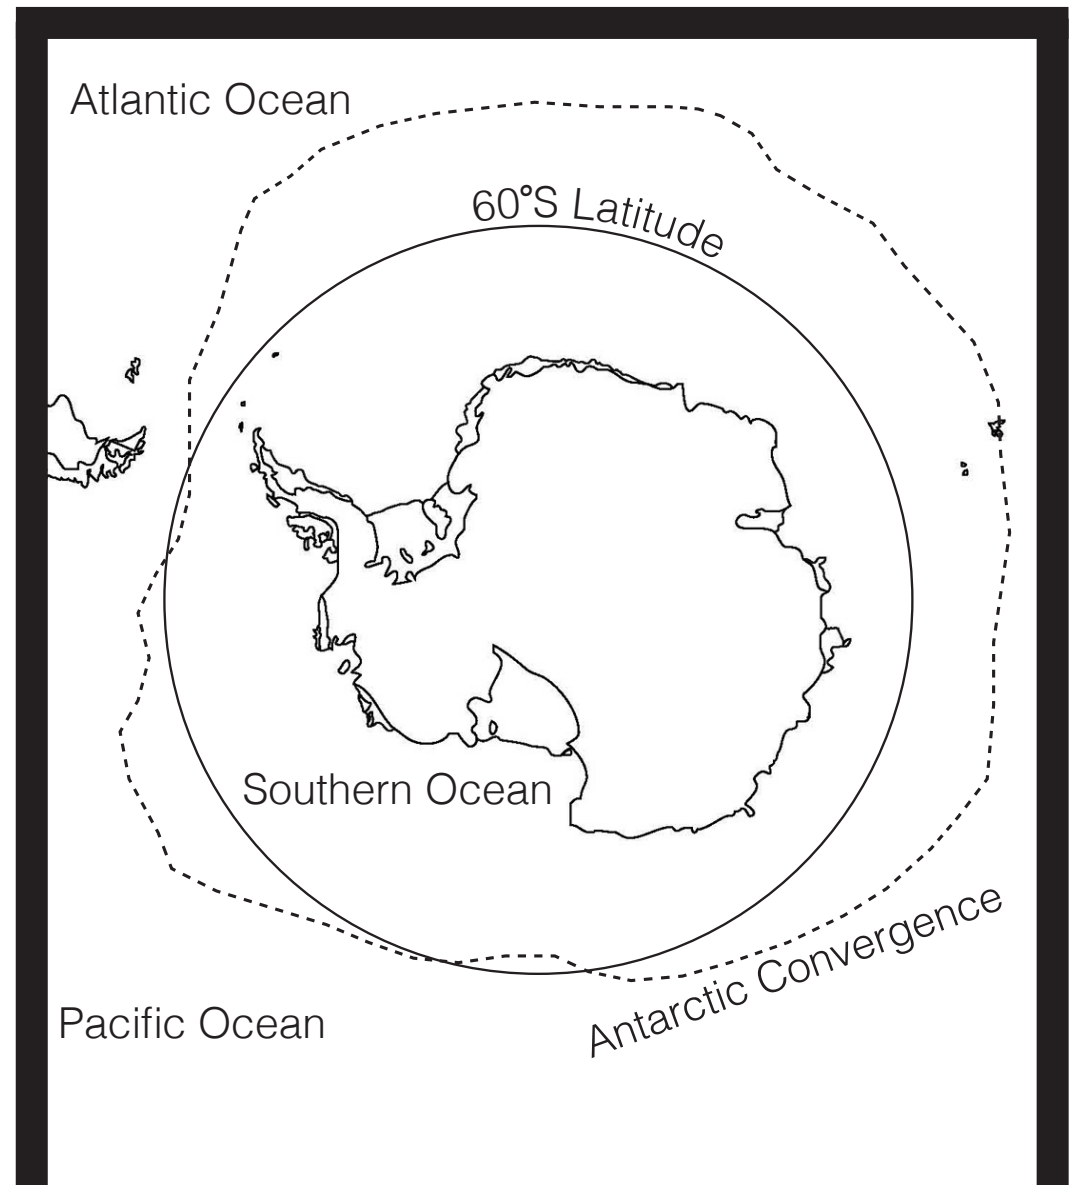 Atlantic Ocean
60°S Latitude
Southern Ocean
Antarctic Convergence
Pacific Ocean